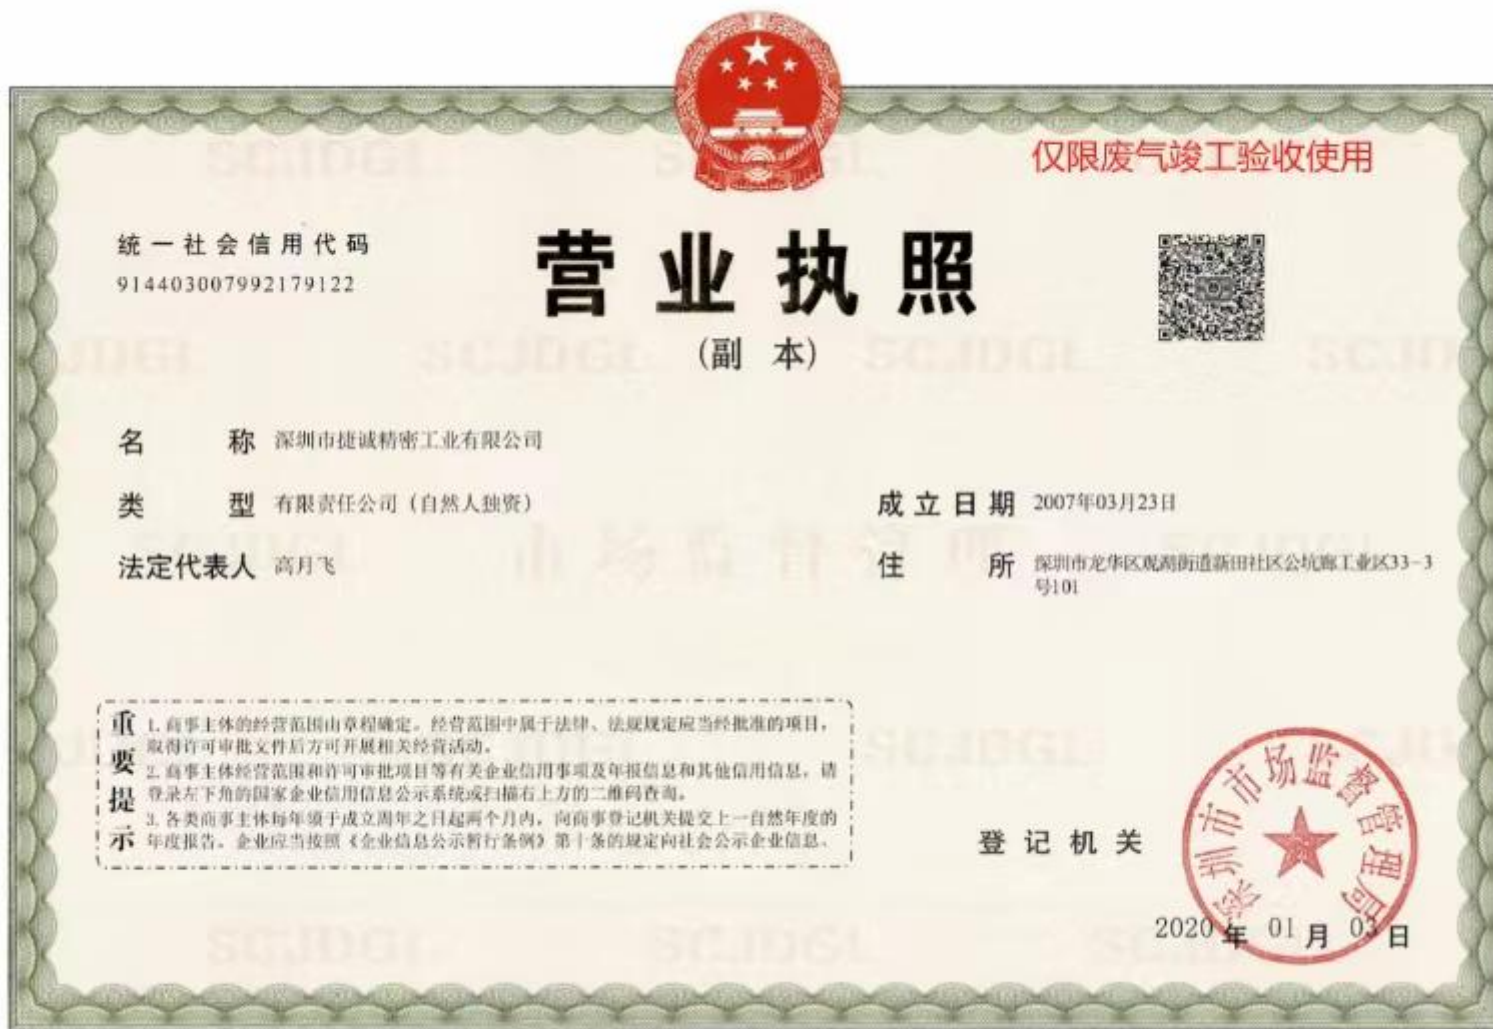 仅限废气竣工验收使用
统一社会信用代码
914403007992179122
营业执照
(副 本)
名 称 深圳市捷诚精密工业有限公司
类 型 有限责任公司（自然人独资）
成立日期 2007年03月23日
法定代表人 高月飞
住 所 深圳市龙华区观湖街道新田社区公坑廊工业区33-3
号101
重要提示
1. 商事主体的经营范围由章程确定。经营范围中属于法律、法规规定应当经批准的项目，
取得许可审批文件后方可开展相关经营活动。
2. 商事主体经营范围和许可审批项目等有关企业信用事项及年报信息和其他信用信息，请
登录左下角的国家企业信用信息公示系统或扫描右上方的二维码查询。
3. 各类商事主体每年须于成立周年之日起两个月内，向商事登记机关提交上一自然年度的
年度报告。企业应当按照《企业信息公示暂行条例》第十条的规定向社会公示企业信息。
登记机关
深圳市市场监督管理局
2020 年 01 月 03 日
SCJDGL
市场监督管理